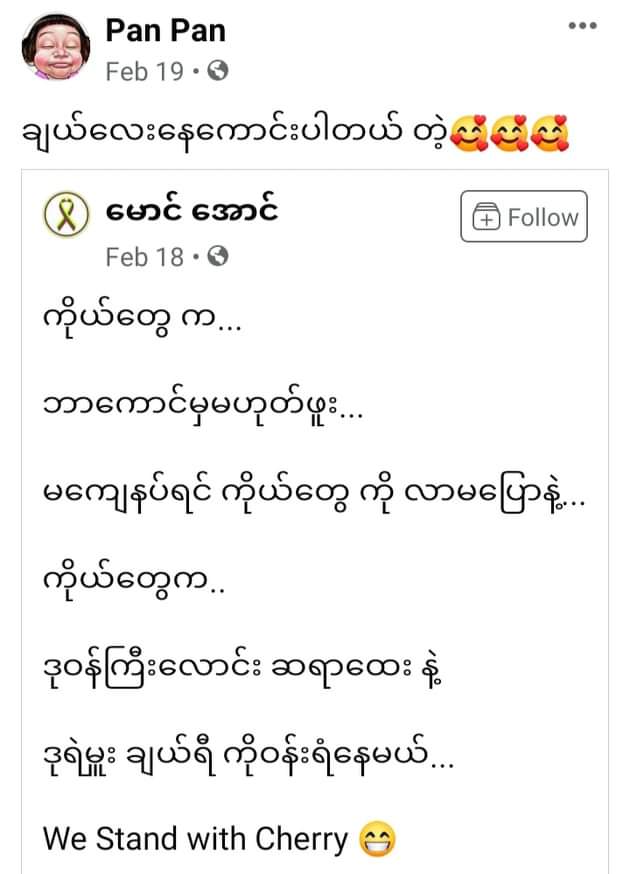 Pan Pan
Feb 19 •
ချယ်လေးနေကောင်းပါတယ် တဲ့🥰🥰🥰
မောင် အောင်
Follow
Feb 18 •
ကိုယ်တွေ က...
ဘာကောင်မှမဟုတ်ဖူး...
မကျေနပ်ရင် ကိုယ်တွေ ကို လာမပြောနဲ့...
ကိုယ်တွေက..
ဒုဝန်ကြီးလောင်း ဆရာထေး နဲ့
ဒုရဲမှူး ချယ်ရီ ကိုဝန်းရံနေမယ်...
We Stand with Cherry 😁